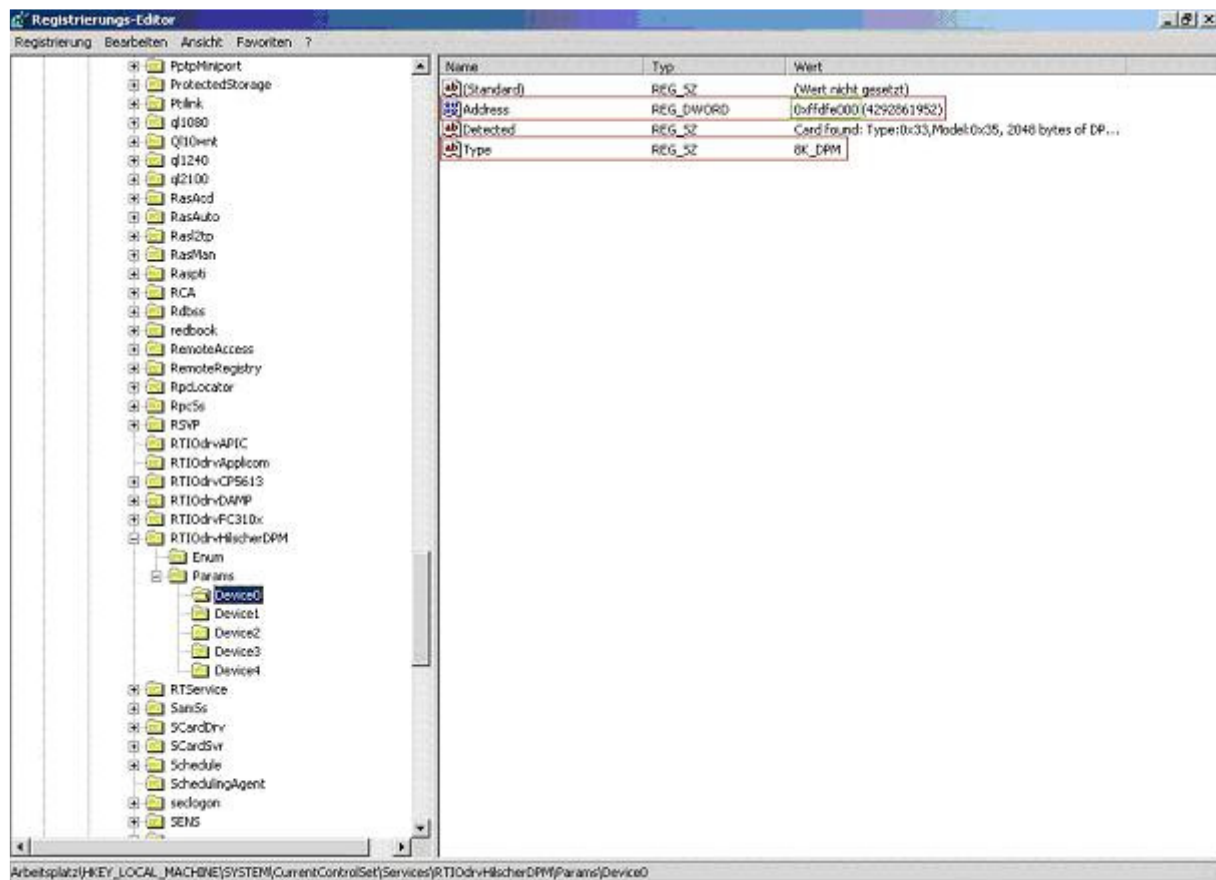 Registrierungs-Editor
Registrierung Bearbeiten Ansicht Favoriten ?
PptpMiniport
ProtectedStorage
Ptilink
ql1080
Ql10wnt
ql1240
ql2100
RasAcd
RasAuto
Rasl2tp
RasMan
Raspti
RCA
Rdbss
redbook
RemoteAccess
RemoteRegistry
RpcLocator
RpcSs
RSVP
RTIOdrvAPIC
RTIOdrvApplicom
RTIOdrvCP5613
RTIOdrvDAMP
RTIOdrvFC310x
RTIOdrvHilscherDPM
Enum
Params
Device0
Device1
Device2
Device3
Device4
RTService
SamSs
SCardDrv
SCardSvr
Schedule
SchedulingAgent
seclogon
SENS
Name Typ Wert
(Standard) REG_SZ (Wert nicht gesetzt)
Address REG_DWORD 0xffdfe000 (4292861952)
Detected REG_SZ Card found: Type:0x33,Model:0x35, 2048 bytes of DP...
Type REG_SZ 8K_DPM
Arbeitsplatz\HKEY_LOCAL_MACHINE\SYSTEM\CurrentControlSet\Services\RTIOdrvHilscherDPM\Params\Device0